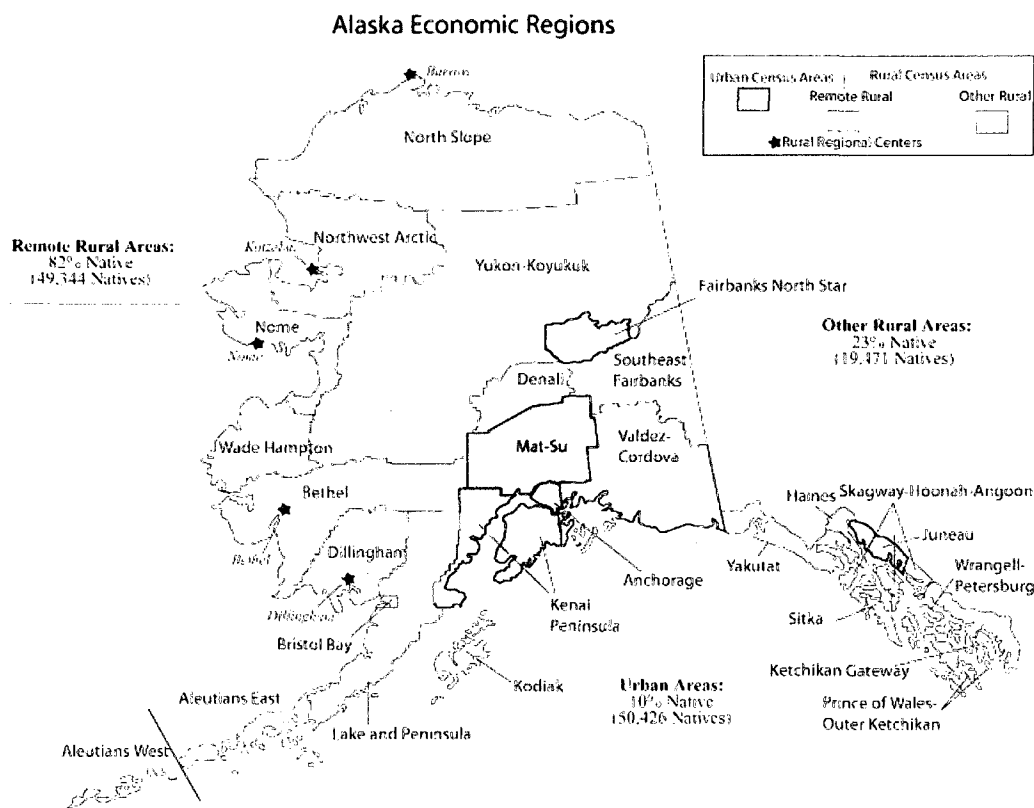 Alaska Economic Regions
Urban Census Areas
Rural Census Areas
Remote Rural
Other Rural
Rural Regional Centers
Barrow
North Slope
Remote Rural Areas:
82% Native
(49,344 Natives)
Kotzebue
Northwest Arctic
Yukon-Koyukuk
Fairbanks North Star
Nome
Nome
Other Rural Areas:
23% Native
(19,471 Natives)
Southeast
Fairbanks
Denali
Wade Hampton
Mat-Su
Valdez-
Cordova
Bethel
Bethel
Dillinghan
Dillingham
Bristol Bay
Anchorage
Kenai
Peninsula
Haines
Skagway-Hoonah-Angoon
Juneau
Yakutat
Wrangell-
Petersburg
Sitka
Ketchikan Gateway
Prince of Wales-
Outer Ketchikan
Kodiak
Urban Areas:
10% Native
(50,426 Natives)
Aleutians East
Lake and Peninsula
Aleutians West